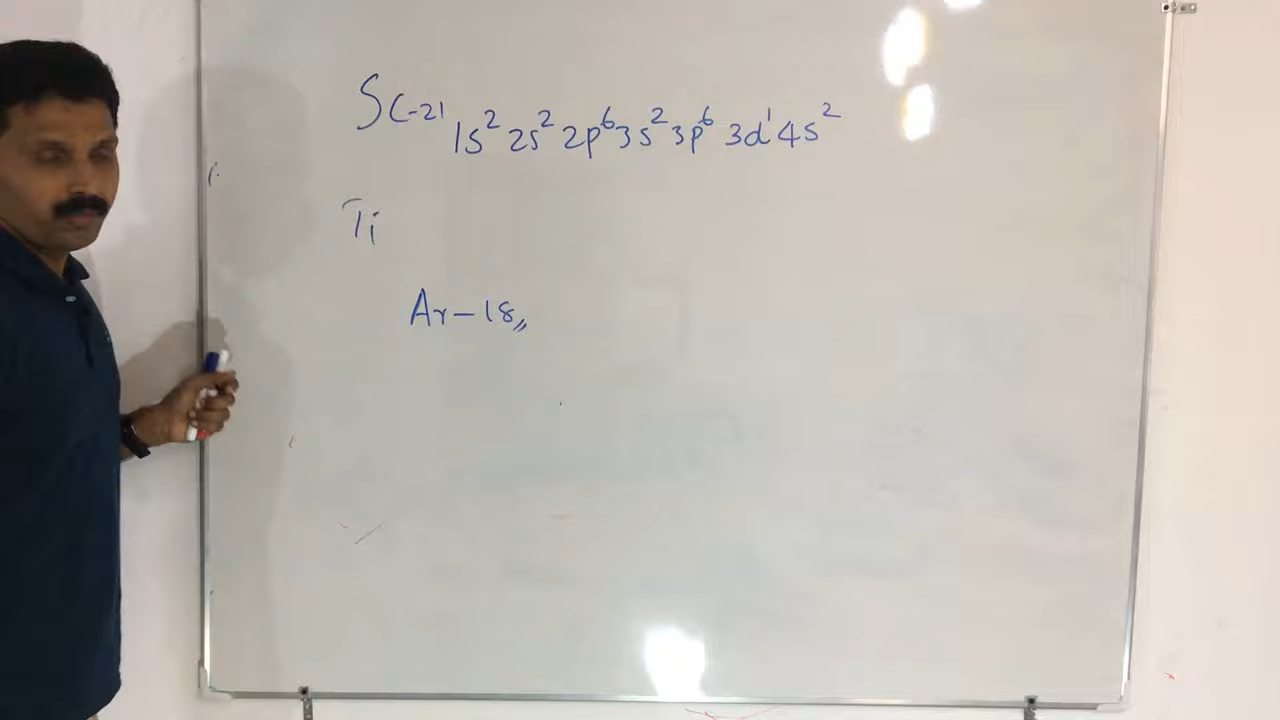 Sc-21 1s² 2s² 2p⁶ 3s² 3p⁶ 3d¹ 4s²
Ti
Ar-18,,